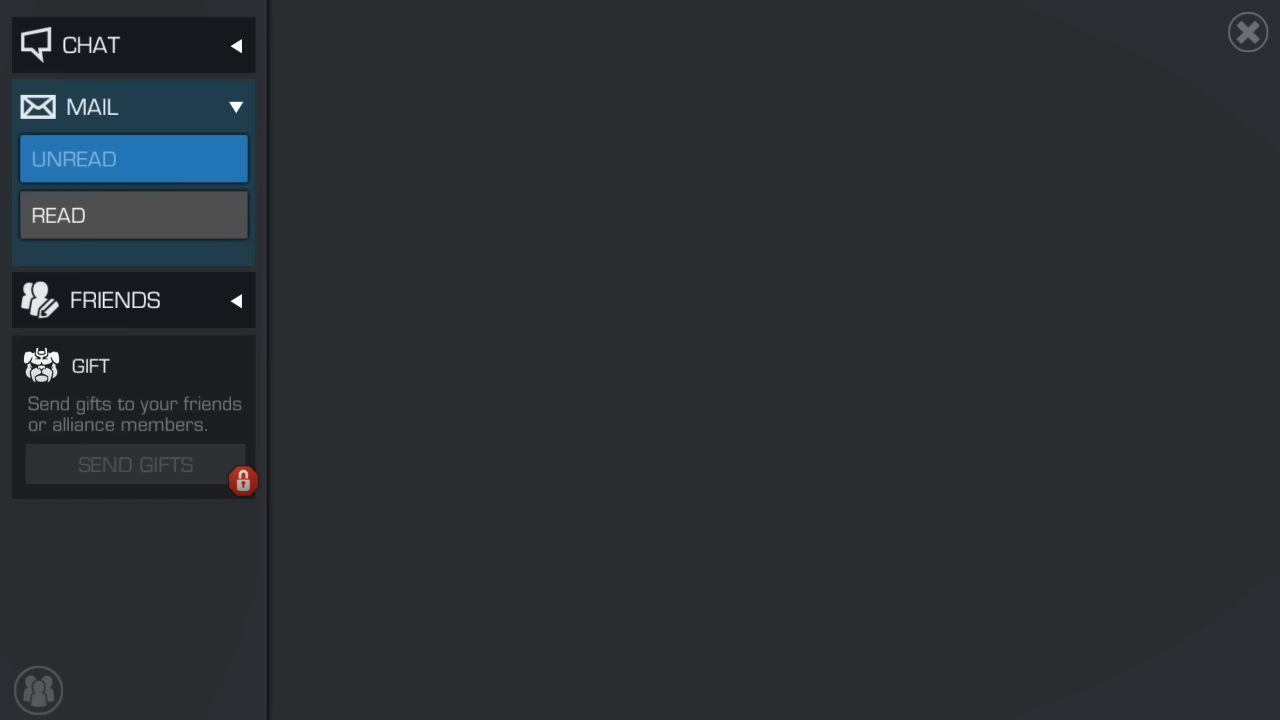 CHAT
MAIL
UNREAD
READ
FRIENDS
GIFT
Send gifts to your friends
or alliance members.
SEND GIFTS